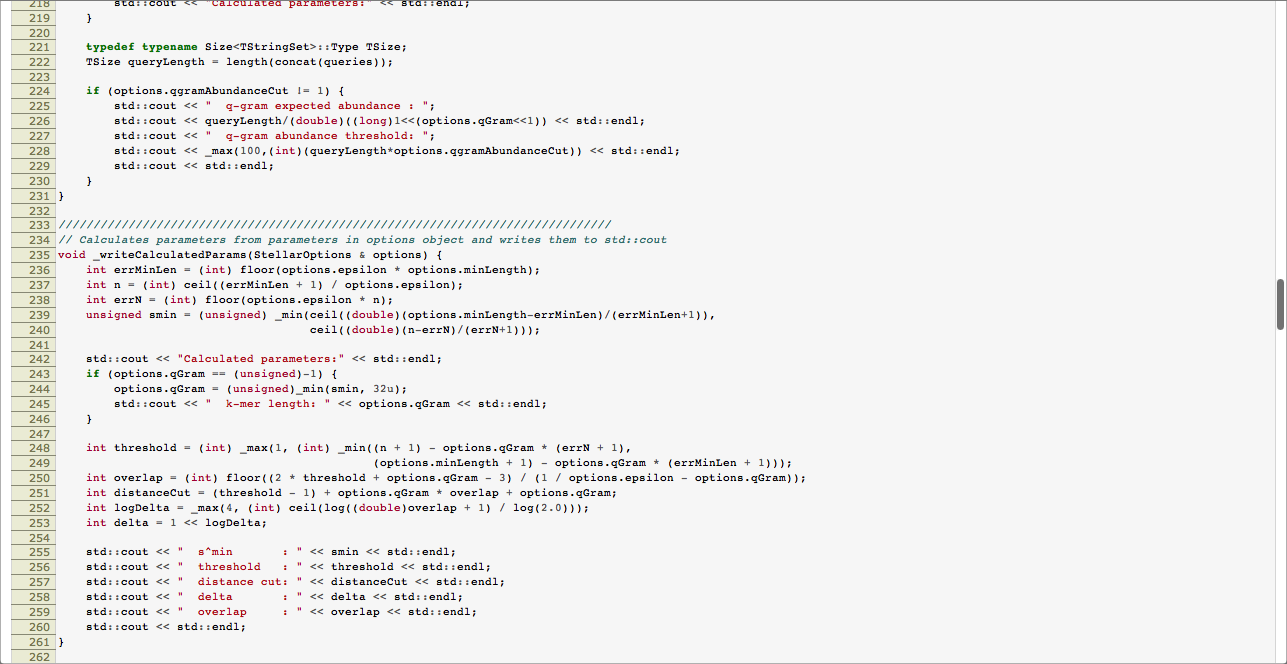 218         std::cout << "Calculated parameters:" << std::endl;
219     }
220
221     typedef typename Size<TStringSet>::Type TSize;
222     TSize queryLength = length(concat(queries));
223
224     if (options.qgramAbundanceCut != 1) {
225         std::cout << "  q-gram expected abundance : ";
226         std::cout << queryLength/(double)((long)1<<(options.qGram<<1)) << std::endl;
227         std::cout << "  q-gram abundance threshold: ";
228         std::cout << _max(100,(int)(queryLength*options.qgramAbundanceCut)) << std::endl;
229         std::cout << std::endl;
230     }
231 }
232
233 ///////////////////////////////////////////////////////////////////////////////
234 // Calculates parameters from parameters in options object and writes them to std::cout
235 void _writeCalculatedParams(StellarOptions & options) {
236     int errMinLen = (int) floor(options.epsilon * options.minLength);
237     int n = (int) ceil((errMinLen + 1) / options.epsilon);
238     int errN = (int) floor(options.epsilon * n);
239     unsigned smin = (unsigned) _min(ceil((double)(options.minLength-errMinLen)/(errMinLen+1)),
240                                     ceil((double)(n-errN)/(errN+1)));
241
242     std::cout << "Calculated parameters:" << std::endl;
243     if (options.qGram == (unsigned)-1) {
244         options.qGram = (unsigned)_min(smin, 32u);
245         std::cout << "  k-mer length: " << options.qGram << std::endl;
246     }
247
248     int threshold = (int) _max(1, (int) _min((n + 1) - options.qGram * (errN + 1),
249                                              (options.minLength + 1) - options.qGram * (errMinLen + 1)));
250     int overlap = (int) floor((2 * threshold + options.qGram - 3) / (1 / options.epsilon - options.qGram));
251     int distanceCut = (threshold - 1) + options.qGram * overlap + options.qGram;
252     int logDelta = _max(4, (int) ceil(log((double)overlap + 1) / log(2.0)));
253     int delta = 1 << logDelta;
254
255     std::cout << "  s^min       : " << smin << std::endl;
256     std::cout << "  threshold   : " << threshold << std::endl;
257     std::cout << "  distance cut: " << distanceCut << std::endl;
258     std::cout << "  delta       : " << delta << std::endl;
259     std::cout << "  overlap     : " << overlap << std::endl;
260     std::cout << std::endl;
261 }
262